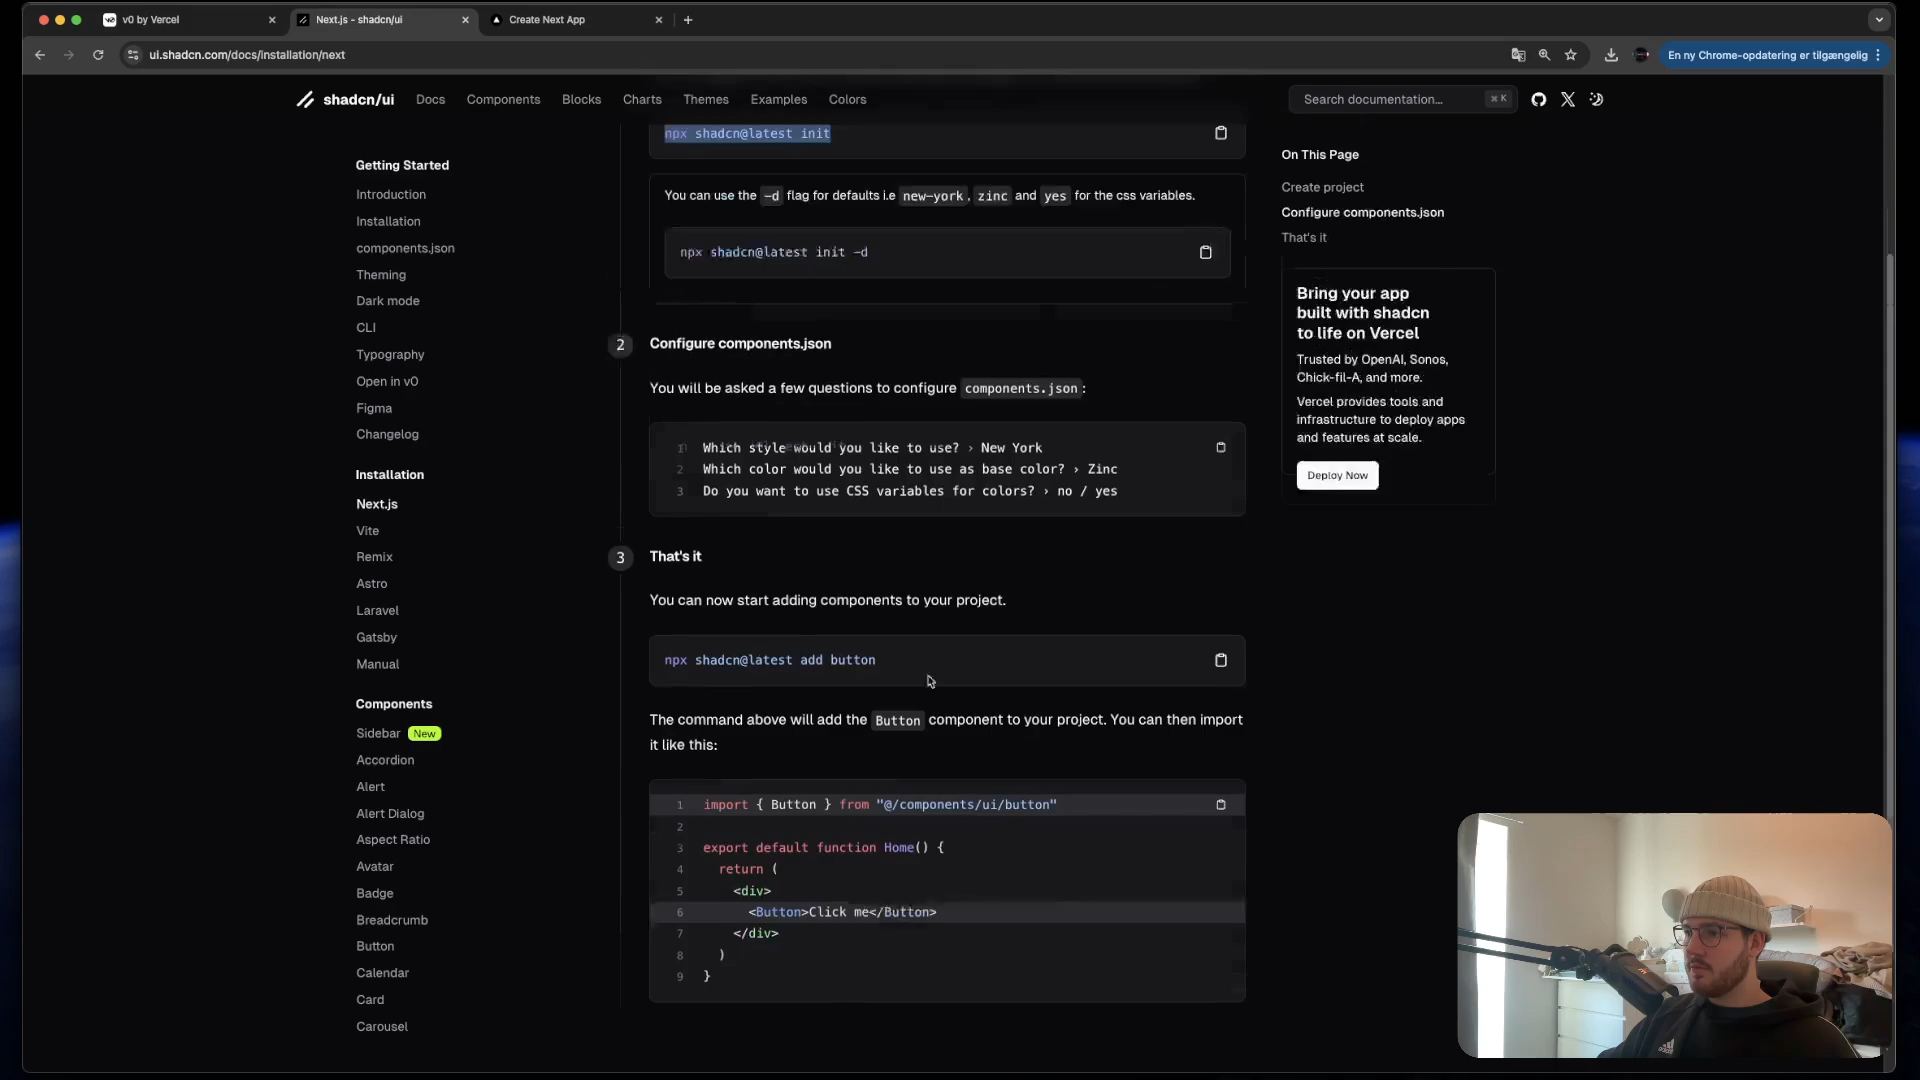 v0 by Vercel
Next.js - shadcn/ui
Create Next App
ui.shadcn.com/docs/installation/next
En ny Chrome-opdatering er tilgængelig
shadcn/ui
Docs
Components
Blocks
Charts
Themes
Examples
Colors
Search documentation...
⌘ K
Getting Started
Introduction
Installation
components.json
Theming
Dark mode
CLI
Typography
Open in v0
Figma
Changelog
Installation
Next.js
Vite
Remix
Astro
Laravel
Gatsby
Manual
Components
Sidebar New
Accordion
Alert
Alert Dialog
Aspect Ratio
Avatar
Badge
Breadcrumb
Button
Calendar
Card
Carousel
npx shadcn@latest init
You can use the -d flag for defaults i.e new-york, zinc and yes for the css variables.
npx shadcn@latest init -d
2
Configure components.json
You will be asked a few questions to configure components.json:
1 Which style would you like to use? › New York
2 Which color would you like to use as base color? › Zinc
3 Do you want to use CSS variables for colors? › no / yes
3
That's it
You can now start adding components to your project.
npx shadcn@latest add button
The command above will add the Button component to your project. You can then import
it like this:
1 import { Button } from "@/components/ui/button"
2
3 export default function Home() {
4 return (
5 <div>
6 <Button>Click me</Button>
7 </div>
8 )
9 }
On This Page
Create project
Configure components.json
That's it
Bring your app
built with shadcn
to life on Vercel
Trusted by OpenAI, Sonos,
Chick-fil-A, and more.
Vercel provides tools and
infrastructure to deploy apps
and features at scale.
Deploy Now